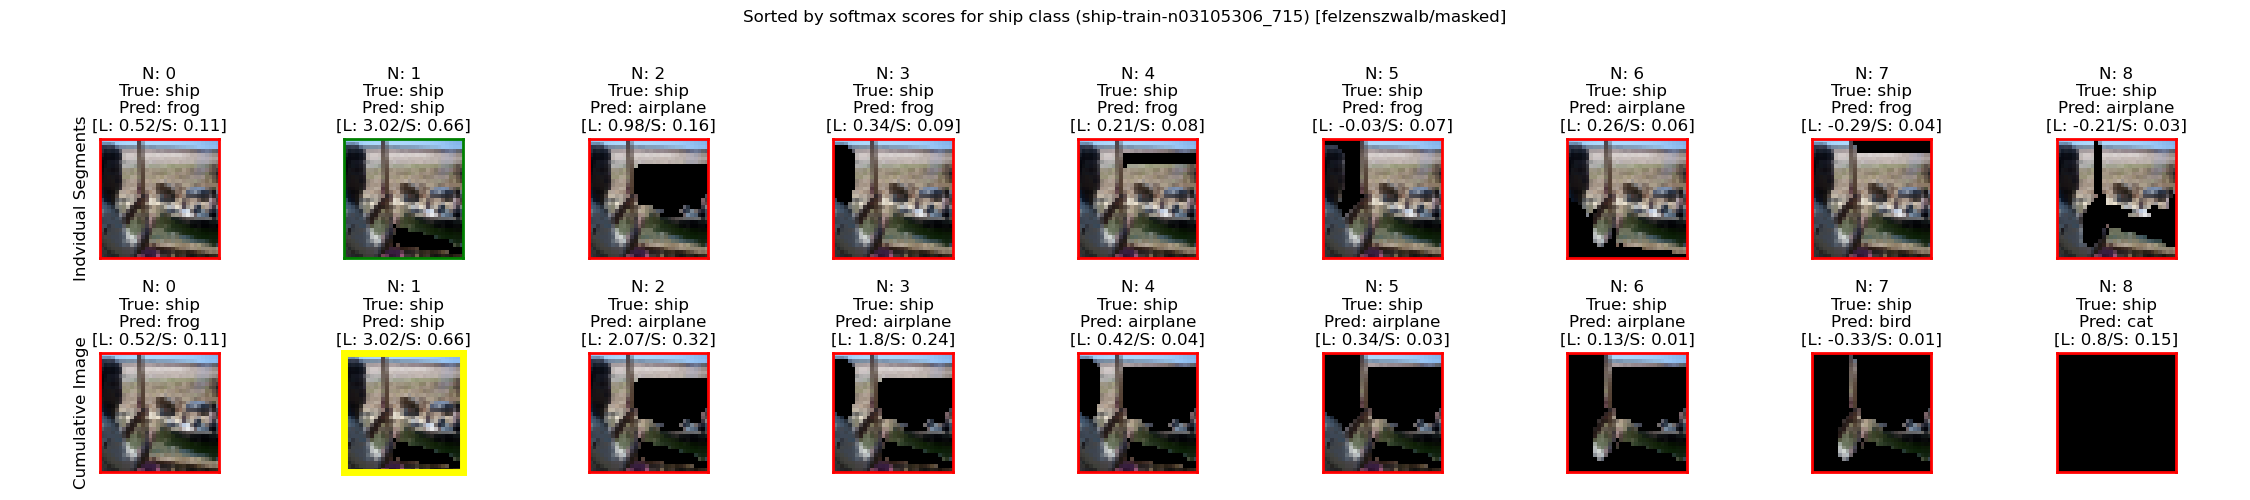 Sorted by softmax scores for ship class (ship-train-n03105306_715) [felzenszwalb/masked]
Indvidual Segments
N: 0
True: ship
Pred: frog
[L: 0.52/S: 0.11]
N: 1
True: ship
Pred: ship
[L: 3.02/S: 0.66]
N: 2
True: ship
Pred: airplane
[L: 0.98/S: 0.16]
N: 3
True: ship
Pred: frog
[L: 0.34/S: 0.09]
N: 4
True: ship
Pred: frog
[L: 0.21/S: 0.08]
N: 5
True: ship
Pred: frog
[L: -0.03/S: 0.07]
N: 6
True: ship
Pred: airplane
[L: 0.26/S: 0.06]
N: 7
True: ship
Pred: frog
[L: -0.29/S: 0.04]
N: 8
True: ship
Pred: airplane
[L: -0.21/S: 0.03]
Cumulative Image
N: 0
True: ship
Pred: frog
[L: 0.52/S: 0.11]
N: 1
True: ship
Pred: ship
[L: 3.02/S: 0.66]
N: 2
True: ship
Pred: airplane
[L: 2.07/S: 0.32]
N: 3
True: ship
Pred: airplane
[L: 1.8/S: 0.24]
N: 4
True: ship
Pred: airplane
[L: 0.42/S: 0.04]
N: 5
True: ship
Pred: airplane
[L: 0.34/S: 0.03]
N: 6
True: ship
Pred: airplane
[L: 0.13/S: 0.01]
N: 7
True: ship
Pred: bird
[L: -0.33/S: 0.01]
N: 8
True: ship
Pred: cat
[L: 0.8/S: 0.15]